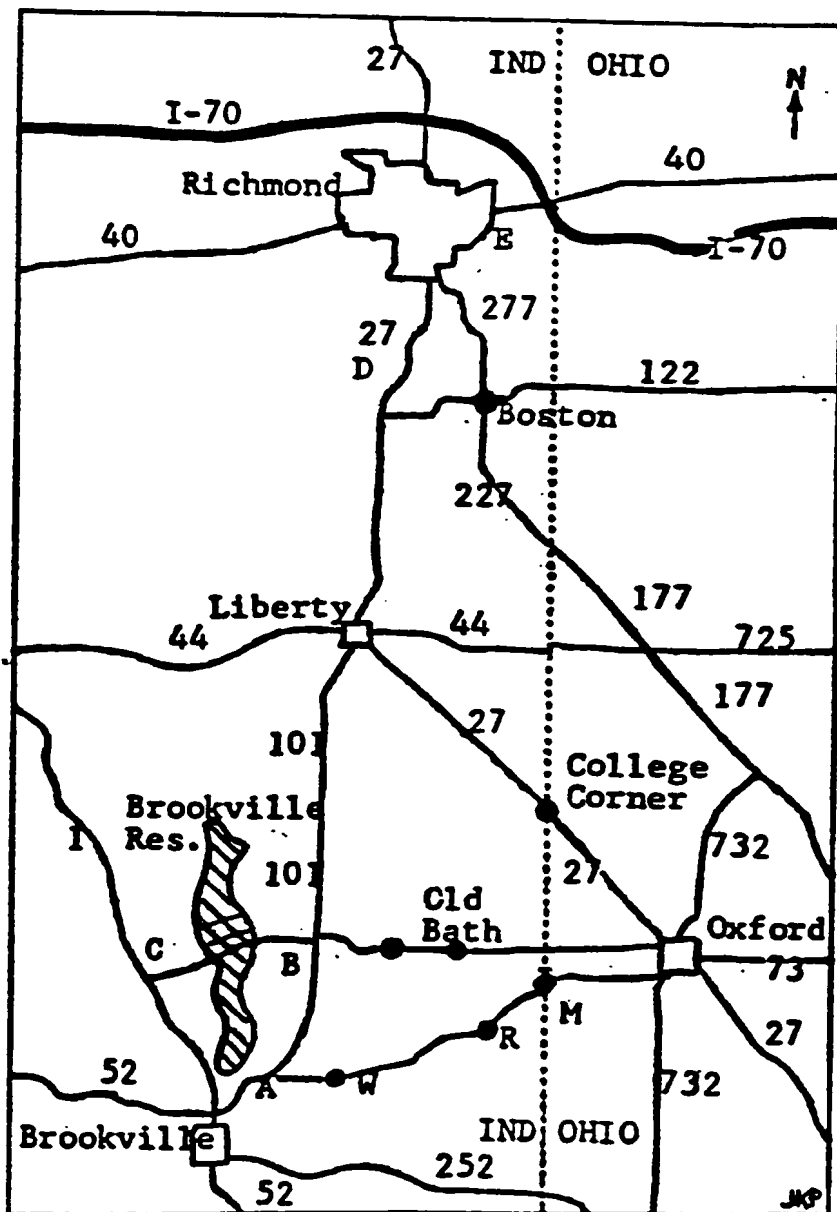 27
IND OHIO
N
I-70
40
Richmond
E
40
I-70
277
27
D
122
Boston
227
177
Liberty
44
44
725
177
27
101
College
Corner
Brookville
Res.
1
732
101
27
Old
Bath
Oxford
C
B
73
M
27
R
52
A
W
732
Brookville
IND OHIO
252
52
JKP